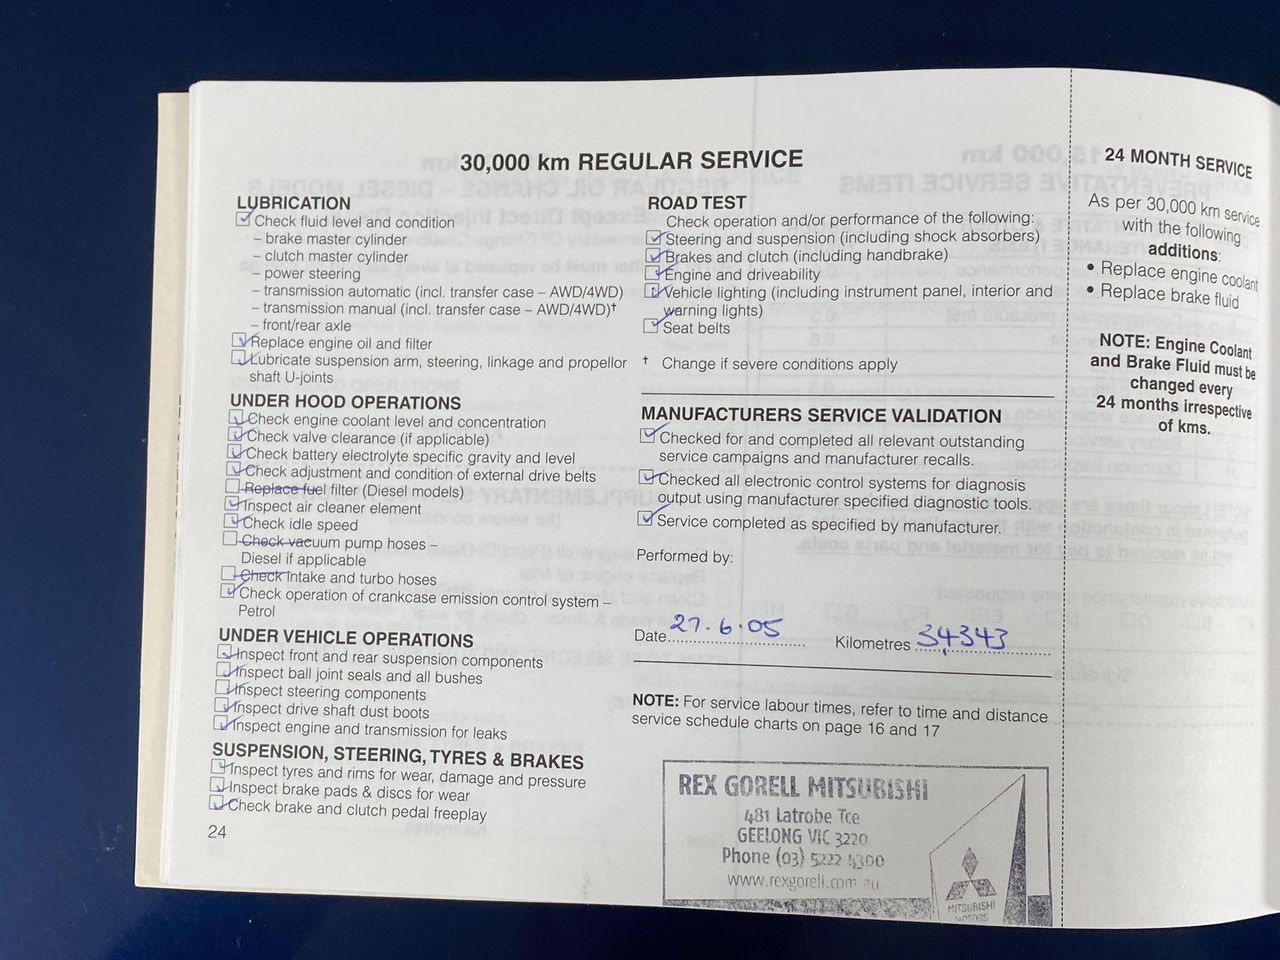 30,000 km REGULAR SERVICE
LUBRICATION
Check fluid level and condition
– brake master cylinder
– clutch master cylinder
– power steering
– transmission automatic (incl. transfer case – AWD/4WD)
– transmission manual (incl. transfer case – AWD/4WD)†
– front/rear axle
Replace engine oil and filter
Lubricate suspension arm, steering, linkage and propellor
shaft U-joints
UNDER HOOD OPERATIONS
Check engine coolant level and concentration
Check valve clearance (if applicable)
Check battery electrolyte specific gravity and level
Check adjustment and condition of external drive belts
Replace fuel filter (Diesel models)
Inspect air cleaner element
Check idle speed
Check vacuum pump hoses –
Diesel if applicable
Check intake and turbo hoses
Check operation of crankcase emission control system –
Petrol
UNDER VEHICLE OPERATIONS
Inspect front and rear suspension components
Inspect ball joint seals and all bushes
Inspect steering components
Inspect drive shaft dust boots
Inspect engine and transmission for leaks
SUSPENSION, STEERING, TYRES & BRAKES
Inspect tyres and rims for wear, damage and pressure
Inspect brake pads & discs for wear
Check brake and clutch pedal freeplay
24
ROAD TEST
Check operation and/or performance of the following:
Steering and suspension (including shock absorbers)
Brakes and clutch (including handbrake)
Engine and driveability
Vehicle lighting (including instrument panel, interior and
warning lights)
Seat belts
† Change if severe conditions apply
MANUFACTURERS SERVICE VALIDATION
Checked for and completed all relevant outstanding
service campaigns and manufacturer recalls.
Checked all electronic control systems for diagnosis
output using manufacturer specified diagnostic tools.
Service completed as specified by manufacturer.
Performed by:
Date 27.6.05 Kilometres 34343
NOTE: For service labour times, refer to time and distance
service schedule charts on page 16 and 17
REX GORELL MITSUBISHI
481 Latrobe Tce
GEELONG VIC 3220
Phone (03) 5222 4300
www.rexgorell.com.au
MITSUBISHI
MOTORS
24 MONTH SERVICE
As per 30,000 km service
with the following
additions:
• Replace engine coolant
• Replace brake fluid
NOTE: Engine Coolant
and Brake Fluid must be
changed every
24 months irrespective
of kms.